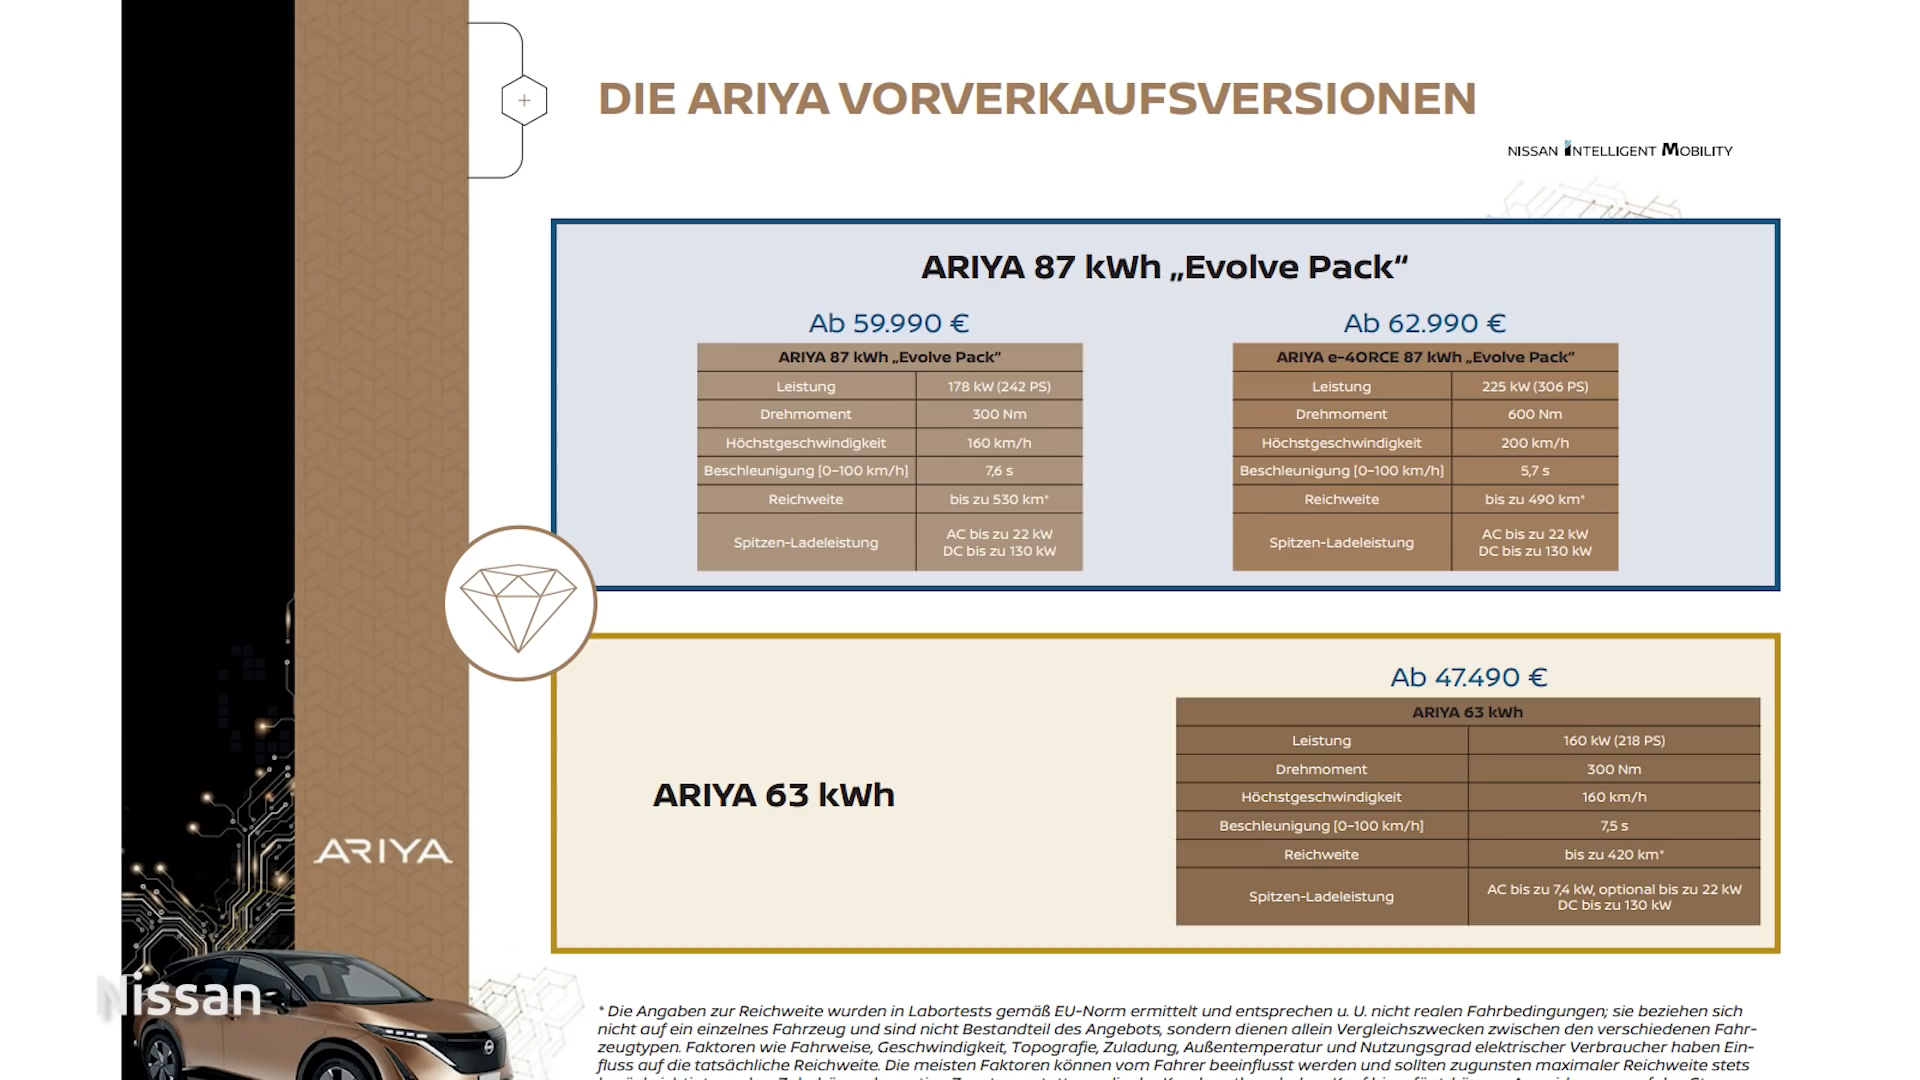 DIE ARIYA VORVERKAUFSVERSIONEN
NISSAN INTELLIGENT MOBILITY
ARIYA 87 kWh „Evolve Pack“
Ab 59.990 €
ARIYA 87 kWh „Evolve Pack“
Leistung 178 kW (242 PS)
Drehmoment 300 Nm
Höchstgeschwindigkeit 160 km/h
Beschleunigung [0-100 km/h] 7,6 s
Reichweite bis zu 530 km*
Spitzen-Ladeleistung AC bis zu 22 kW
DC bis zu 130 kW
Ab 62.990 €
ARIYA e-4ORCE 87 kWh „Evolve Pack“
Leistung 225 kW (306 PS)
Drehmoment 600 Nm
Höchstgeschwindigkeit 200 km/h
Beschleunigung [0-100 km/h] 5,7 s
Reichweite bis zu 490 km*
Spitzen-Ladeleistung AC bis zu 22 kW
DC bis zu 130 kW
ARIYA 63 kWh
Ab 47.490 €
ARIYA 63 kWh
Leistung 160 kW (218 PS)
Drehmoment 300 Nm
Höchstgeschwindigkeit 160 km/h
Beschleunigung [0-100 km/h] 7,5 s
Reichweite bis zu 420 km*
Spitzen-Ladeleistung AC bis zu 7,4 kW, optional bis zu 22 kW
DC bis zu 130 kW
ARIYA
Nissan
* Die Angaben zur Reichweite wurden in Labortests gemäß EU-Norm ermittelt und entsprechen u. U. nicht realen Fahrbedingungen; sie beziehen sich
nicht auf ein einzelnes Fahrzeug und sind nicht Bestandteil des Angebots, sondern dienen allein Vergleichszwecken zwischen den verschiedenen Fahr-
zeugtypen. Faktoren wie Fahrweise, Geschwindigkeit, Topografie, Zuladung, Außentemperatur und Nutzungsgrad elektrischer Verbraucher haben Ein-
fluss auf die tatsächliche Reichweite. Die meisten Faktoren können vom Fahrer beeinflusst werden und sollten zugunsten maximaler Reichweite stets